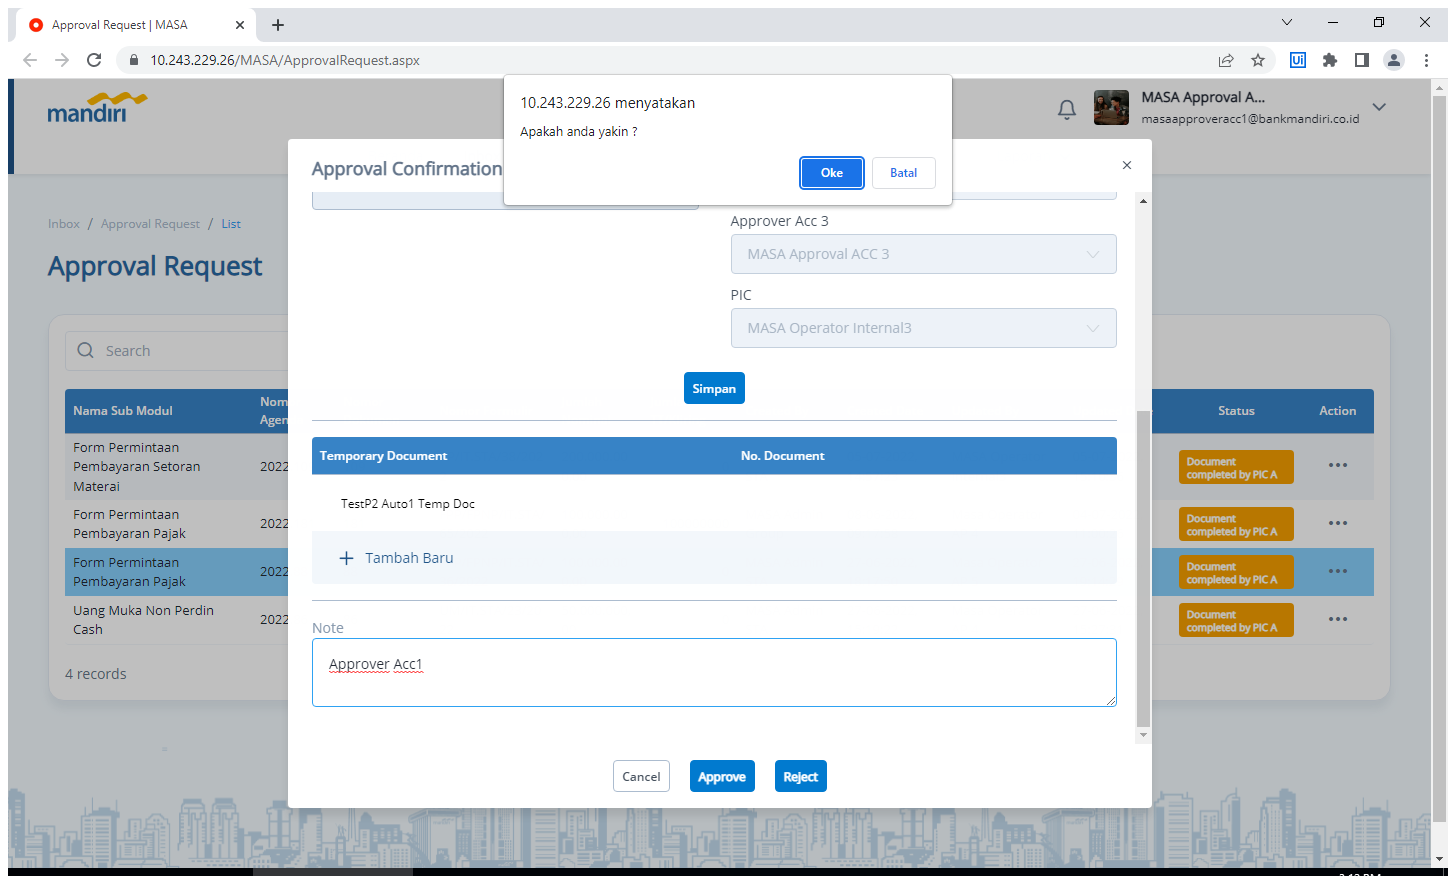 Approval Request | MASA
10.243.229.26/MASA/ApprovalRequest.aspx
Ui
mandiri
MASA Approval A...
masaapproveracc1@bankmandiri.co.id
10.243.229.26 menyatakan
Apakah anda yakin ?
Oke
Batal
Inbox / Approval Request / List
Approval Request
Search
Nama Sub Modul
Nom
Agen
Status
Action
Form Permintaan
Pembayaran Setoran
Materai
2022
Document
completed by PIC A
Form Permintaan
Pembayaran Pajak
2022
Document
completed by PIC A
Form Permintaan
Pembayaran Pajak
2022
Document
completed by PIC A
Uang Muka Non Perdin
Cash
2022
Document
completed by PIC A
4 records
Approval Confirmation
Approver Acc 3
MASA Approval ACC 3
PIC
MASA Operator Internal3
Simpan
Temporary Document
No. Document
TestP2 Auto1 Temp Doc
+ Tambah Baru
Note
Approver Acc1
Cancel
Approve
Reject